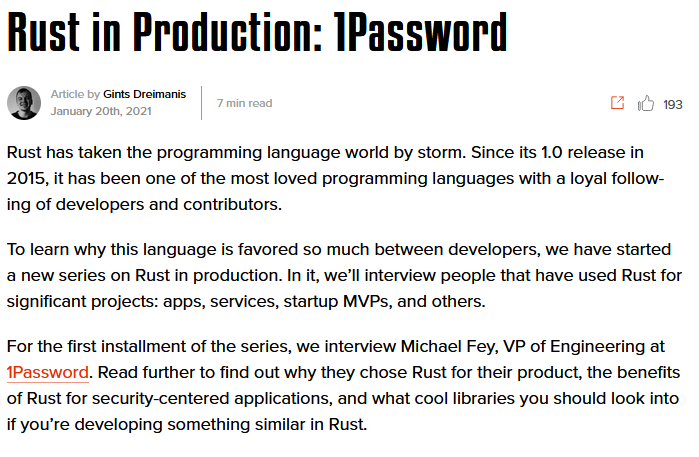 Rust in Production: 1Password
Article by Gints Dreimanis
January 20th, 2021
7 min read
193
Rust has taken the programming language world by storm. Since its 1.0 release in
2015, it has been one of the most loved programming languages with a loyal follow-
ing of developers and contributors.
To learn why this language is favored so much between developers, we have started
a new series on Rust in production. In it, we’ll interview people that have used Rust for
significant projects: apps, services, startup MVPs, and others.
For the first installment of the series, we interview Michael Fey, VP of Engineering at
1Password. Read further to find out why they chose Rust for their product, the benefits
of Rust for security-centered applications, and what cool libraries you should look into
if you’re developing something similar in Rust.